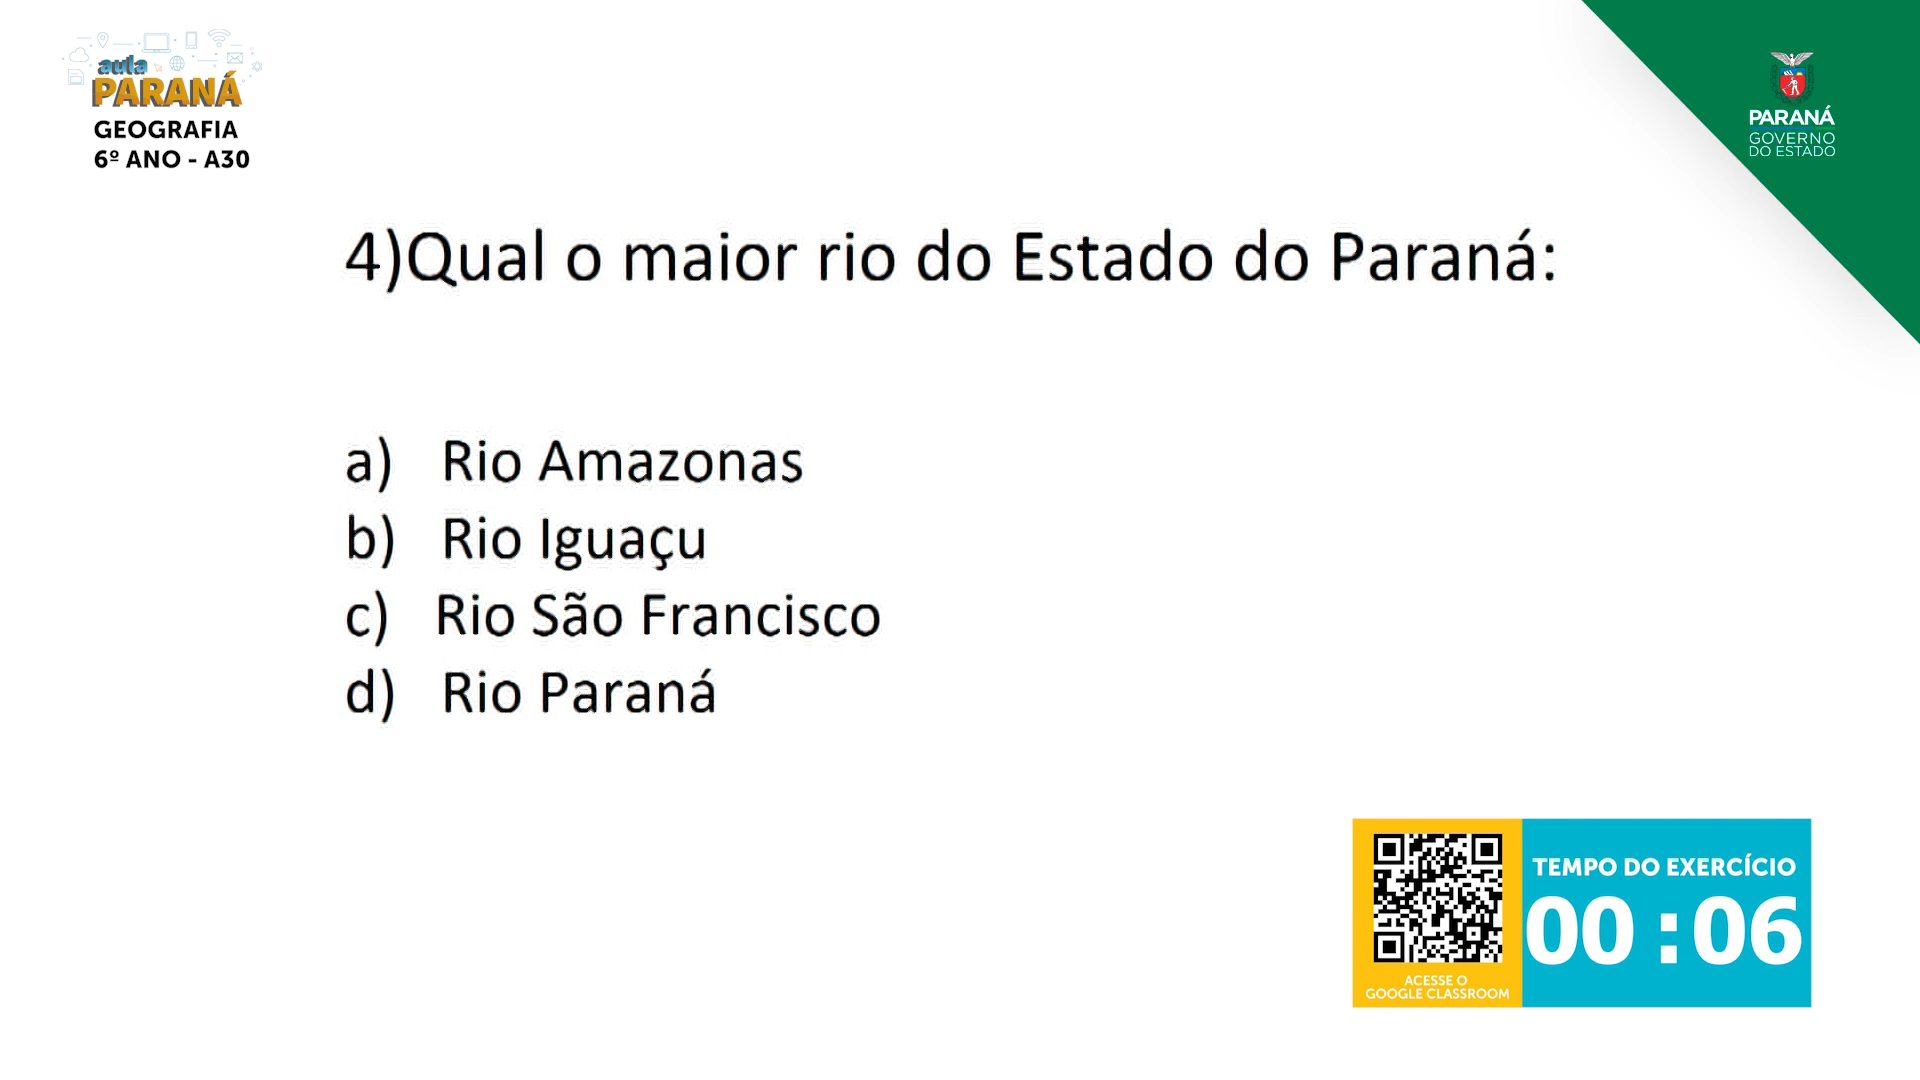 aula
PARANÁ
GEOGRAFIA
6º ANO - A30
PARANÁ
GOVERNO
DO ESTADO
4)Qual o maior rio do Estado do Paraná:
a) Rio Amazonas
b) Rio Iguaçu
c) Rio São Francisco
d) Rio Paraná
ACESSE O
GOOGLE CLASSROOM
TEMPO DO EXERCÍCIO
00 :06